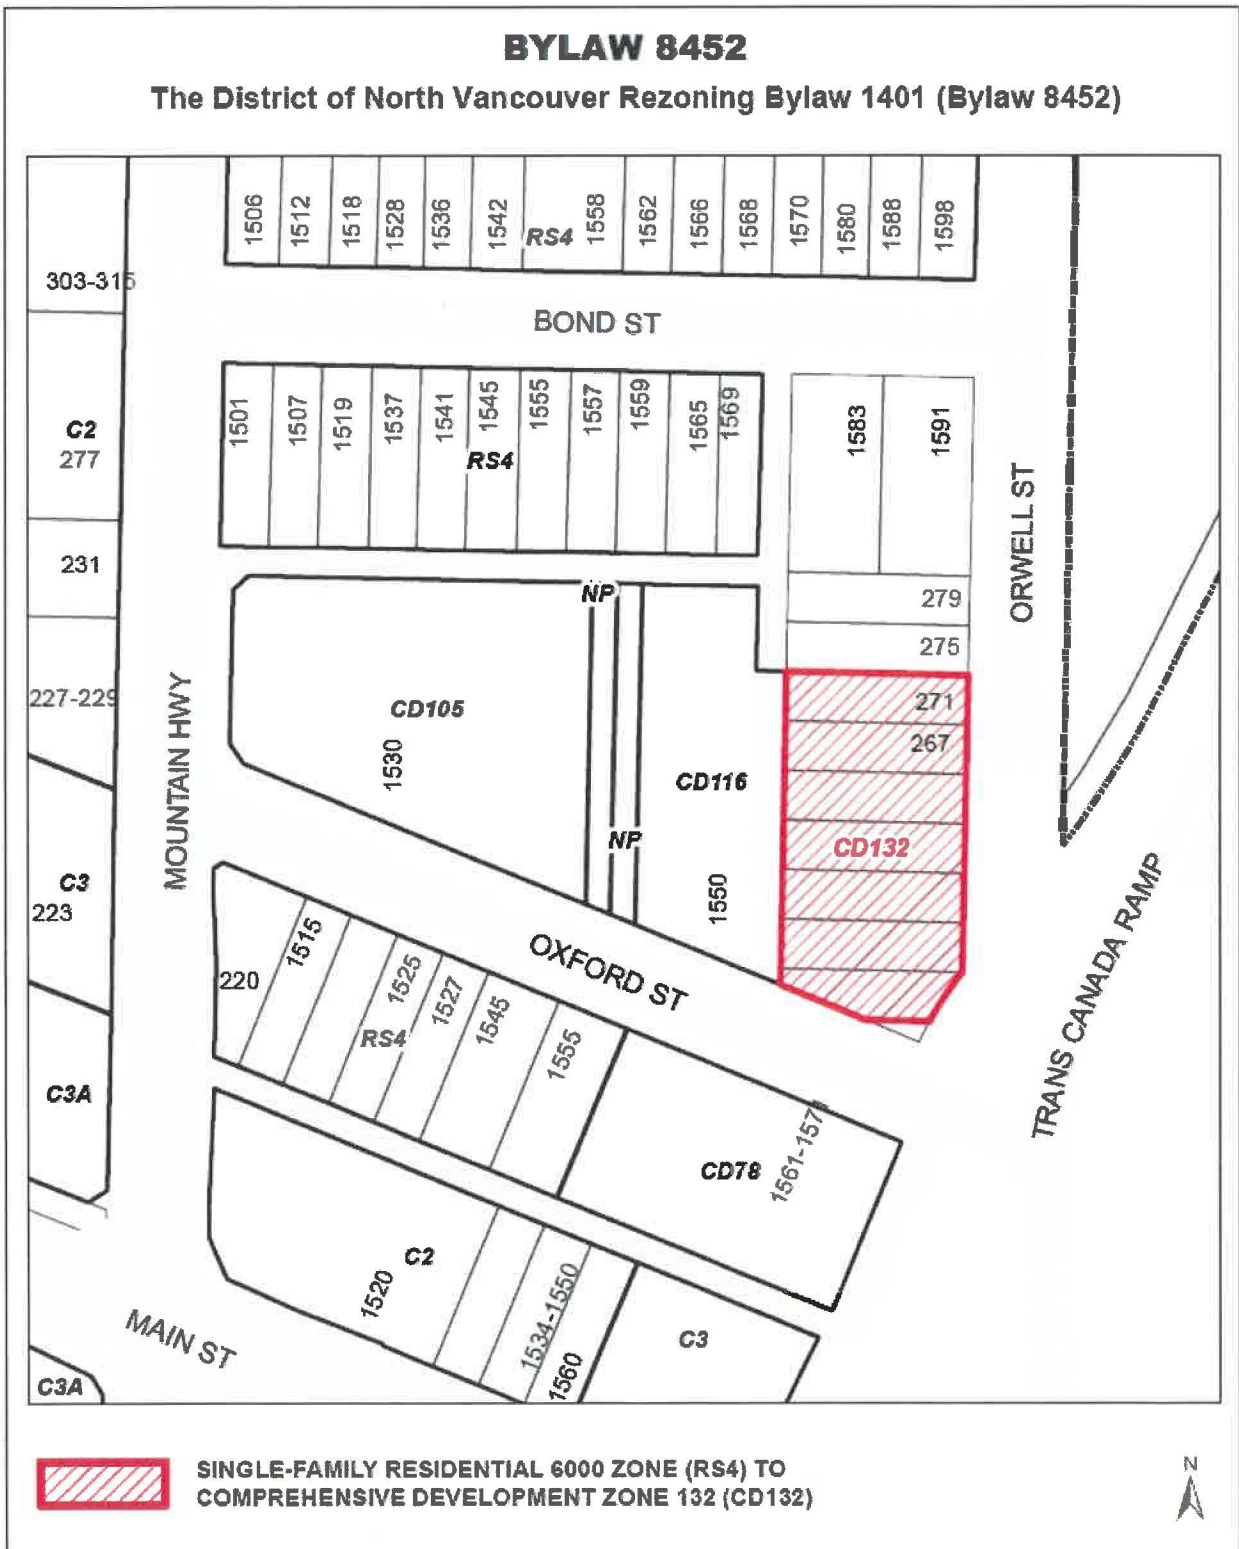 BYLAW 8452
The District of North Vancouver Rezoning Bylaw 1401 (Bylaw 8452)
1506
1512
1518
1528
1536
1542
RS4
1558
1562
1566
1568
1570
1580
1588
1598
303-315
BOND ST
1501
1507
1519
1537
1541
1545
RS4
1555
1557
1559
1565
1569
1583
1591
C2
277
231
ORWELL ST
NP
279
275
227-229
MOUNTAIN HWY
CD105
1530
CD116
271
267
NP
CD132
1550
C3
223
220
1515
1525
RS4
1527
1545
1555
OXFORD ST
TRANS CANADA RAMP
C3A
CD78
C2
1520
1534-1550
1560
C3
MAIN ST
C3A
SINGLE-FAMILY RESIDENTIAL 6000 ZONE (RS4) TO
COMPREHENSIVE DEVELOPMENT ZONE 132 (CD132)
N